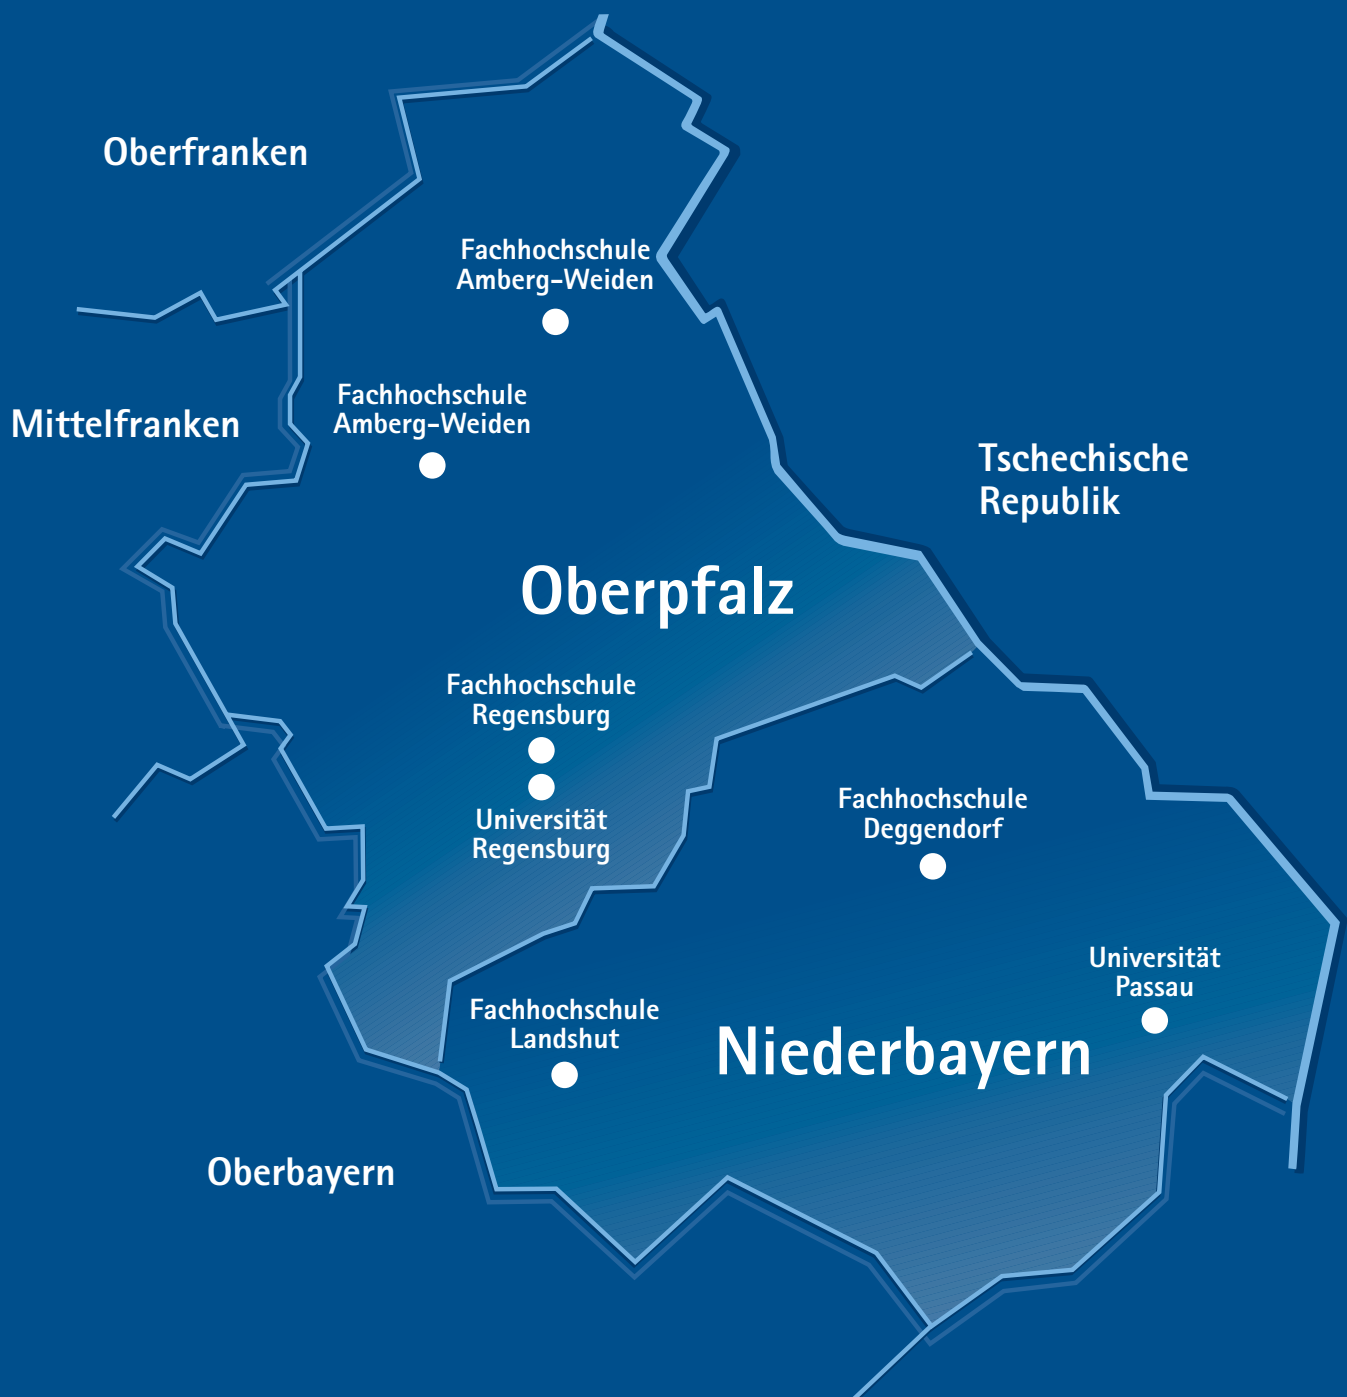 Oberfranken
Fachhochschule
Amberg-Weiden
Fachhochschule
Amberg-Weiden
Mittelfranken
Tschechische
Republik
Oberpfalz
Fachhochschule
Regensburg
Universität
Regensburg
Fachhochschule
Deggendorf
Universität
Passau
Fachhochschule
Landshut
Niederbayern
Oberbayern